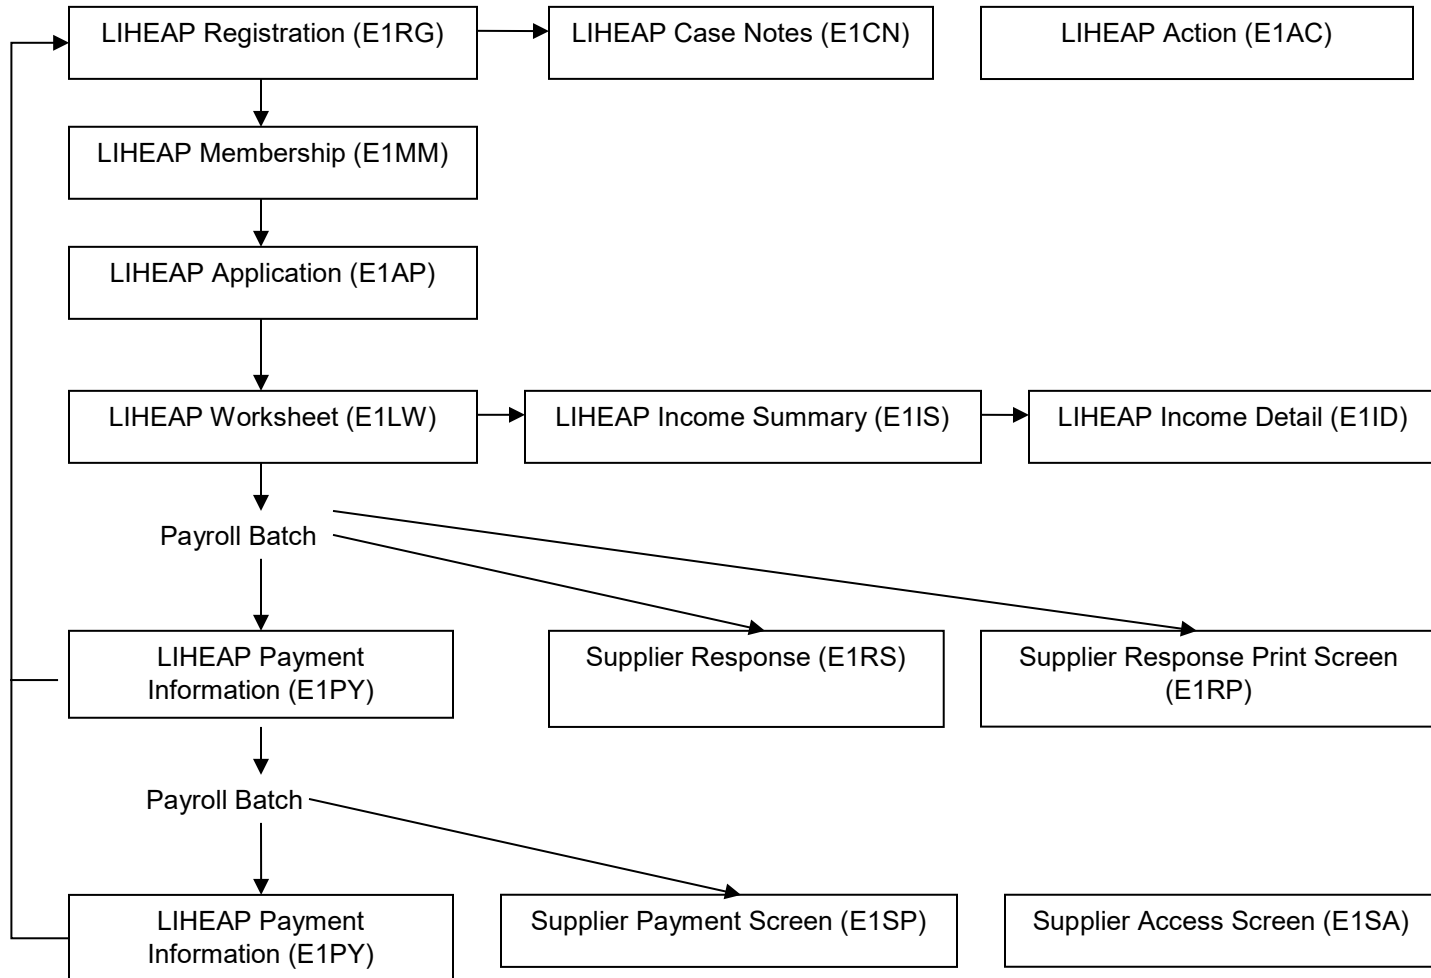 LIHEAP Registration (E1RG)
LIHEAP Case Notes (E1CN)
LIHEAP Action (E1AC)
LIHEAP Membership (E1MM)
LIHEAP Application (E1AP)
LIHEAP Worksheet (E1LW)
LIHEAP Income Summary (E1IS)
LIHEAP Income Detail (E1ID)
Payroll Batch
LIHEAP Payment
Information (E1PY)
Supplier Response (E1RS)
Supplier Response Print Screen
(E1RP)
Payroll Batch
LIHEAP Payment
Information (E1PY)
Supplier Payment Screen (E1SP)
Supplier Access Screen (E1SA)